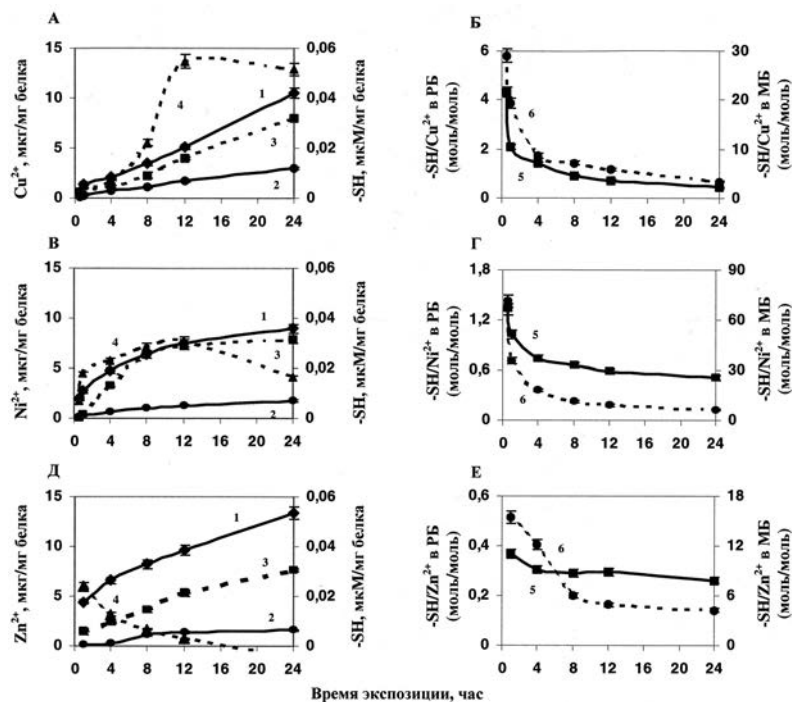 А
Cu²⁺, мкг/мг белка
15
10
5
0
0 4 8 12 16 20 24
0,06
0,04
0,02
0
-SH, мкМ/мг белка
4
1
3
2
Б
-SH/Cu²⁺ в РБ
(моль/моль)
6
4
2
0
0 4 8 12 16 20 24
30
20
10
0
-SH/Cu²⁺ в МБ
(моль/моль)
6
5
В
Ni²⁺, мкг/мг белка
15
10
5
0
0 4 8 12 16 20 24
0,06
0,04
0,02
0
-SH, мкМ/мг белка
4
1
3
2
Г
-SH/Ni²⁺ в РБ
(моль/моль)
1,8
1,2
0,6
0
0 4 8 12 16 20 24
90
60
30
0
-SH/Ni²⁺ в МБ
(моль/моль)
5
6
Д
Zn²⁺, мкг/мг белка
15
10
5
0
0 4 8 12 16 20 24
0,06
0,04
0,02
0
-SH, мкМ/мг белка
1
4
3
2
Е
-SH/Zn²⁺ в РБ
(моль/моль)
0,6
0,4
0,2
0
0 4 8 12 16 20 24
18
12
6
0
-SH/Zn²⁺ в МБ
(моль/моль)
6
5
Время экспозиции, час